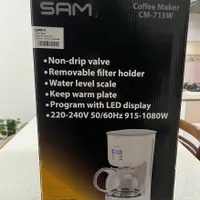 SAM
Coffee Maker
CM-715W
•Non-drip valve
•Removable filter holder
•Water level scale
•Keep warm plate
•Program with LED display
•220-240V 50/60Hz 915-1080W